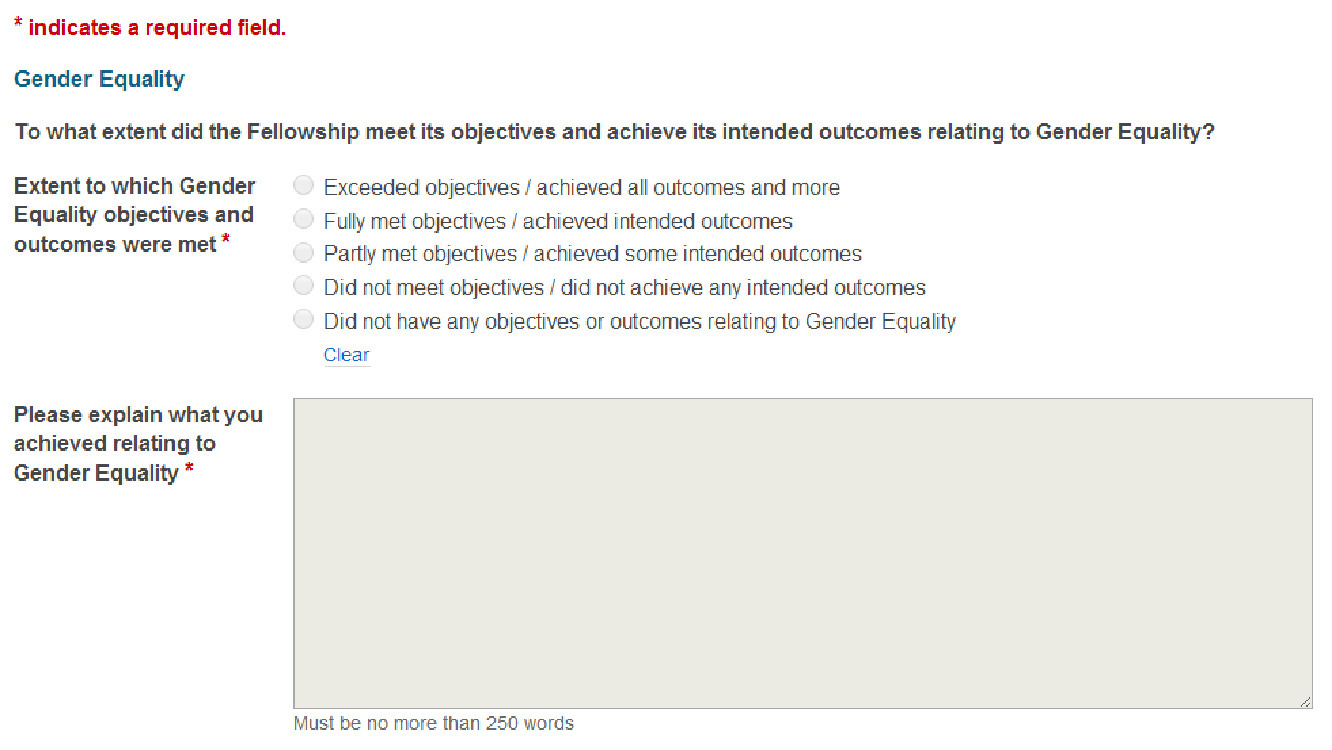 * indicates a required field.
Gender Equality
To what extent did the Fellowship meet its objectives and achieve its intended outcomes relating to Gender Equality?
Extent to which Gender
Equality objectives and
outcomes were met *
Exceeded objectives / achieved all outcomes and more
Fully met objectives / achieved intended outcomes
Partly met objectives / achieved some intended outcomes
Did not meet objectives / did not achieve any intended outcomes
Did not have any objectives or outcomes relating to Gender Equality
Clear
Please explain what you
achieved relating to
Gender Equality *
Must be no more than 250 words